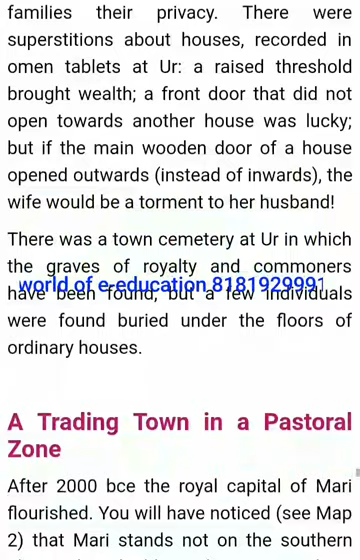 families their privacy. There were
superstitions about houses, recorded in
omen tablets at Ur: a raised threshold
brought wealth; a front door that did not
open towards another house was lucky;
but if the main wooden door of a house
opened outwards (instead of inwards), the
wife would be a torment to her husband!
There was a town cemetery at Ur in which
the graves of royalty and commoners
world of e-education 8181929991
have been found, but a few individuals
were found buried under the floors of
ordinary houses.
A Trading Town in a Pastoral
Zone
After 2000 bce the royal capital of Mari
flourished. You will have noticed (see Map
2) that Mari stands not on the southern